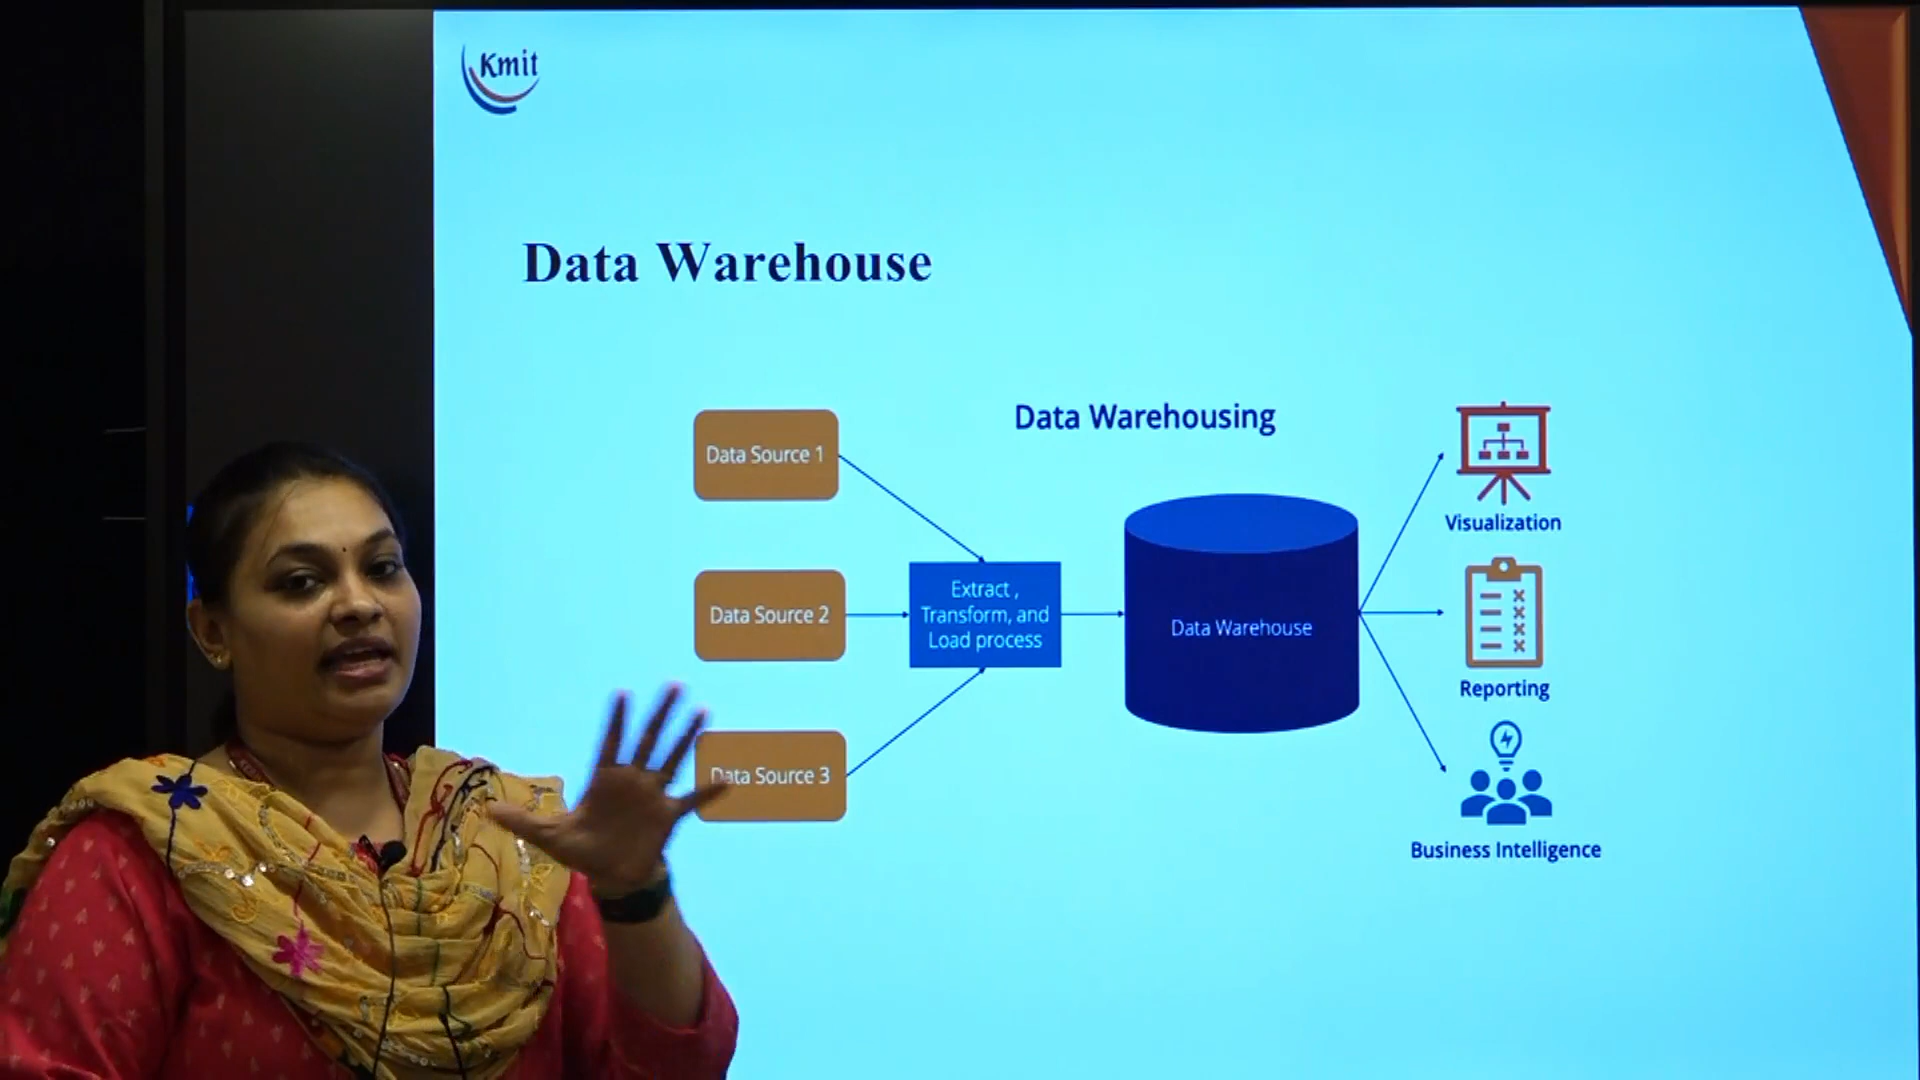 Kmit
Data Warehouse
Data Warehousing
Data Source 1
Data Source 2
Data Source 3
Extract ,
Transform, and
Load process
Data Warehouse
Visualization
Reporting
Business Intelligence